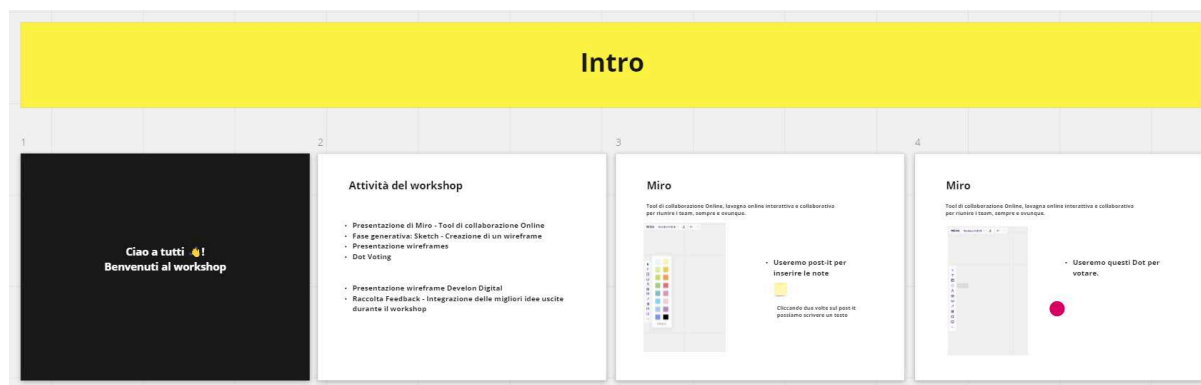 Intro
1
2
3
4
Ciao a tutti 👋!
Benvenuti al workshop
Attività del workshop
• Presentazione di Miro - Tool di collaborazione Online
• Fase generativa: Sketch - Creazione di un wireframe
• Presentazione wireframes
• Dot Voting
• Presentazione wireframe Develon Digital
• Raccolta Feedback - Integrazione delle migliori idee uscite
durante il workshop
Miro
Tool di collaborazione Online, lavagna online interattiva e collaborativa
per riunire i team, sempre e ovunque.
miro
• Useremo post-it per
inserire le note
Cliccando due volte sul post-it
possiamo scrivere un testo
Miro
Tool di collaborazione Online, lavagna online interattiva e collaborativa
per riunire i team, sempre e ovunque.
miro
• Useremo questi Dot per
votare.